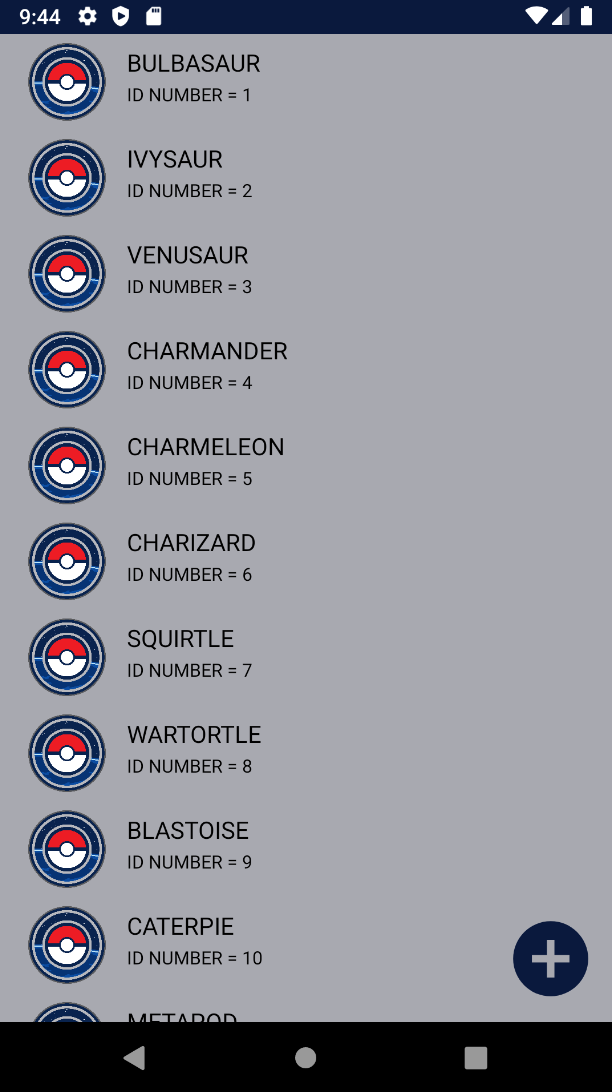 9:44
BULBASAUR
ID NUMBER = 1
IVYSAUR
ID NUMBER = 2
VENUSAUR
ID NUMBER = 3
CHARMANDER
ID NUMBER = 4
CHARMELEON
ID NUMBER = 5
CHARIZARD
ID NUMBER = 6
SQUIRTLE
ID NUMBER = 7
WARTORTLE
ID NUMBER = 8
BLASTOISE
ID NUMBER = 9
CATERPIE
ID NUMBER = 10